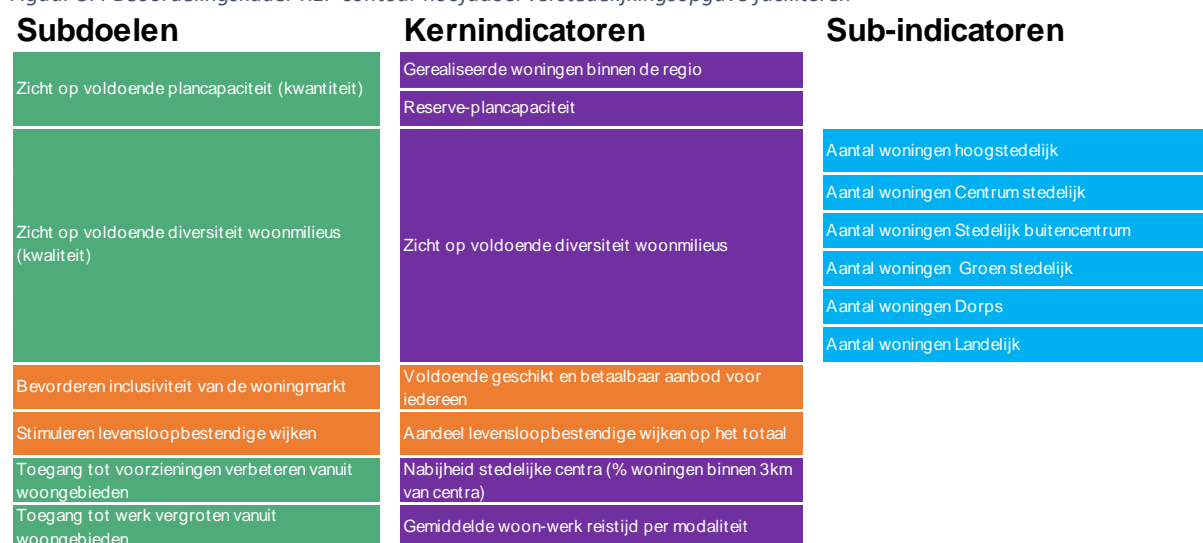 Subdoelen
Kernindicatoren
Sub-indicatoren
Zicht op voldoende plancapaciteit (kwantiteit)
Gerealiseerde woningen binnen de regio
Reserve-plancapaciteit
Zicht op voldoende diversiteit woonmilieus
(kwaliteit)
Zicht op voldoende diversiteit woonmilieus
Aantal woningen hoogstedelijk
Aantal woningen Centrum stedelijk
Aantal woningen Stedelijk buitencentrum
Aantal woningen  Groen stedelijk
Aantal woningen Dorps
Aantal woningen Landelijk
Bevorderen inclusiviteit van de woningmarkt
Voldoende geschikt en betaalbaar aanbod voor
iedereen
Stimuleren levensloopbestendige wijken
Aandeel levensloopbestendige wijken op het totaal
Toegang tot voorzieningen verbeteren vanuit
woongebieden
Nabijheid stedelijke centra (% woningen binnen 3km
van centra)
Toegang tot werk vergroten vanuit
woongebieden
Gemiddelde woon-werk reistijd per modaliteit